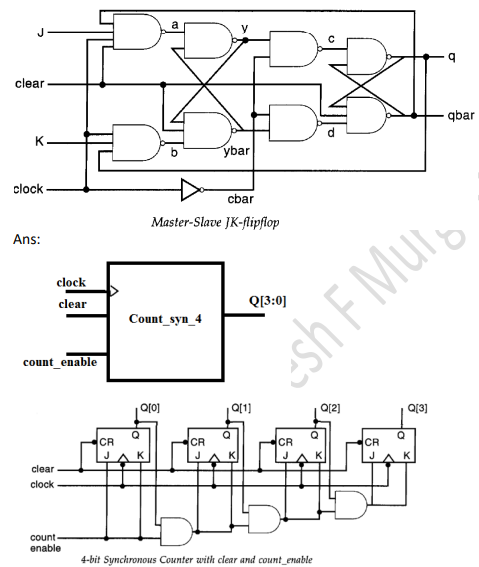 J
a
y
c
q
clear
qbar
K
b
ybar
d
clock
cbar
Master-Slave JK-flipflop
Ans:
clock
clear
Count_syn_4
Q[3:0]
count_enable
Q[0] Q[1] Q[2] Q[3]
Q Q Q Q
CR CR CR CR
J K J K J K J K
clear
clock
count
enable
4-bit Synchronous Counter with clear and count_enable